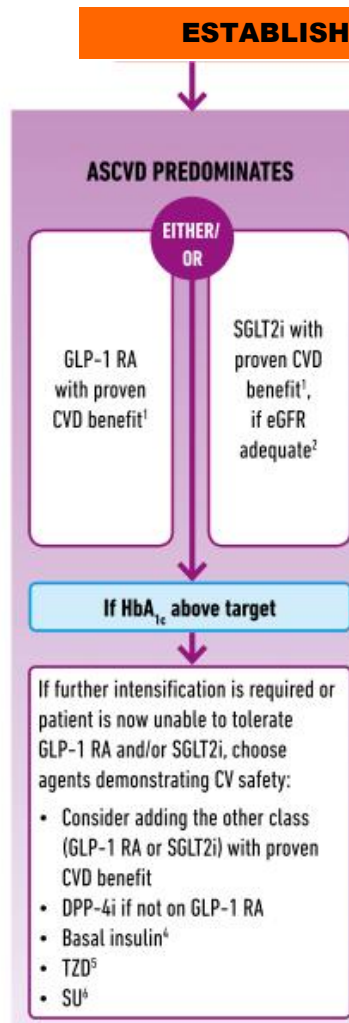 ESTABLISH
ASCVD PREDOMINATES
EITHER/
OR
GLP-1 RA
with proven
CVD benefit¹
SGLT2i with
proven CVD
benefit¹,
if eGFR
adequate²
If HbA₁c above target
If further intensification is required or
patient is now unable to tolerate
GLP-1 RA and/or SGLT2i, choose
agents demonstrating CV safety:
• Consider adding the other class
(GLP-1 RA or SGLT2i) with proven
CVD benefit
• DPP-4i if not on GLP-1 RA
• Basal insulin⁴
• TZD⁵
• SU⁶